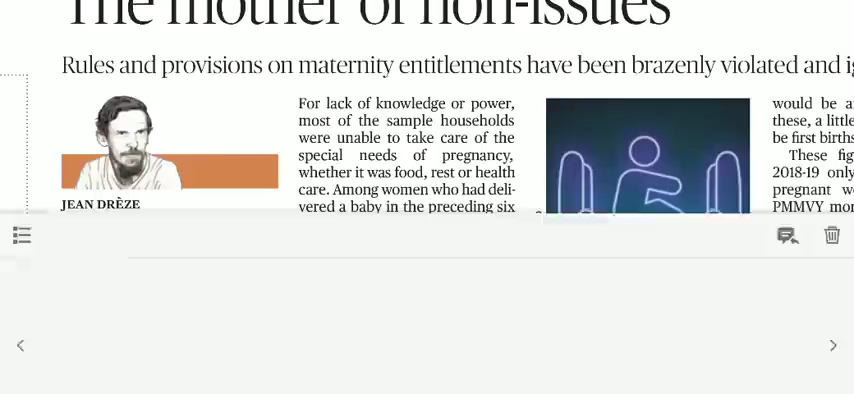 The mother of non-issues
Rules and provisions on maternity entitlements have been brazenly violated and
JEAN DRÈZE
For lack of knowledge or power,
most of the sample households
were unable to take care of the
special needs of pregnancy,
whether it was food, rest or health
care. Among women who had deli-
vered a baby in the preceding six
would be
these, a little
be first births
These
2018-19 only
pregnant
PMMVY